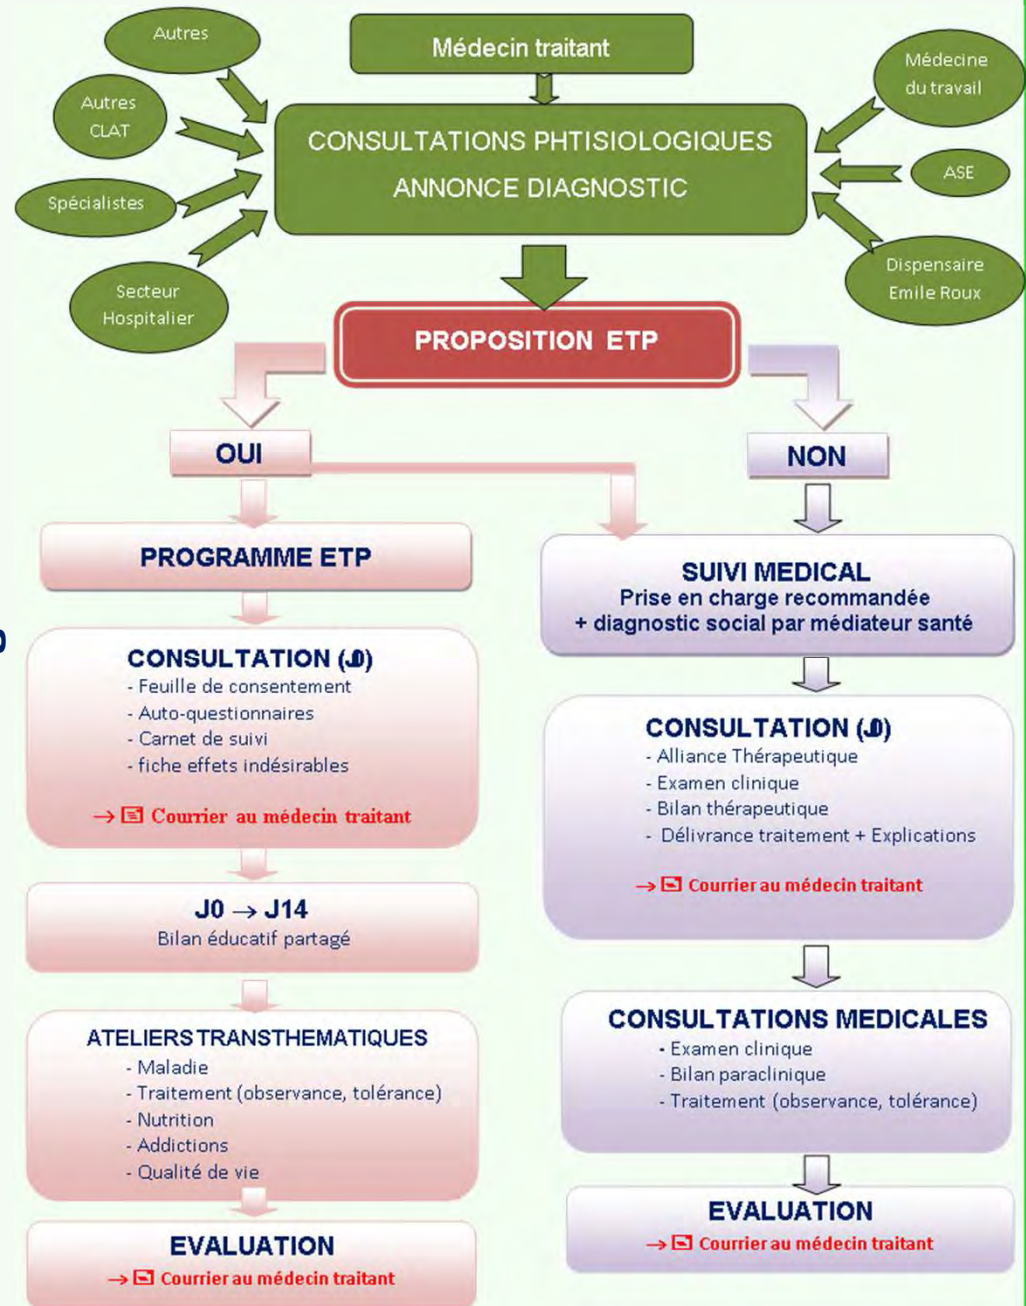 Autres
Médecin traitant
Médecine
du travail
Autres
CLAT
CONSULTATIONS PHTISIOLOGIQUES
ANNONCE DIAGNOSTIC
ASE
Spécialistes
Secteur
Hospitalier
Dispensaire
Emile Roux
PROPOSITION ETP
OUI
NON
PROGRAMME ETP
CONSULTATION (J0)
- Feuille de consentement
- Auto-questionnaires
- Carnet de suivi
- fiche effets indésirables
→ Courrier au médecin traitant
J0 → J14
Bilan éducatif partagé
ATELIERS TRANSTHEMATIQUES
- Maladie
- Traitement (observance, tolérance)
- Nutrition
- Addictions
- Qualité de vie
EVALUATION
→ Courrier au médecin traitant
SUIVI MEDICAL
Prise en charge recommandée
+ diagnostic social par médiateur santé
CONSULTATION (J0)
- Alliance Thérapeutique
- Examen clinique
- Bilan thérapeutique
- Délivrance traitement + Explications
→ Courrier au médecin traitant
CONSULTATIONS MEDICALES
- Examen clinique
- Bilan paraclinique
- Traitement (observance, tolérance)
EVALUATION
→ Courrier au médecin traitant